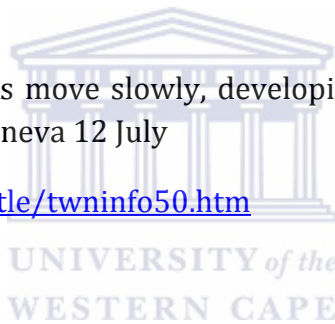 s move slowly, developi
neva 12 July
tle/twninfo50.htm
UNIVERSITY of the
WESTERN CAPE